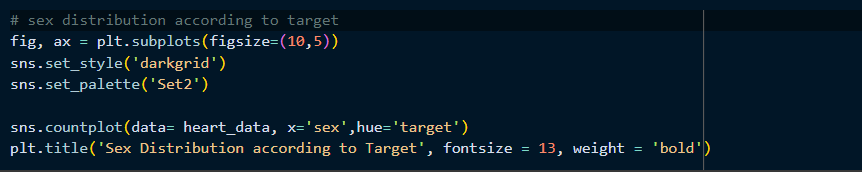 # sex distribution according to target
fig, ax = plt.subplots(figsize=(10,5))
sns.set_style('darkgrid')
sns.set_palette('Set2')
sns.countplot(data= heart_data, x='sex',hue='target')
plt.title('Sex Distribution according to Target', fontsize = 13, weight = 'bold')